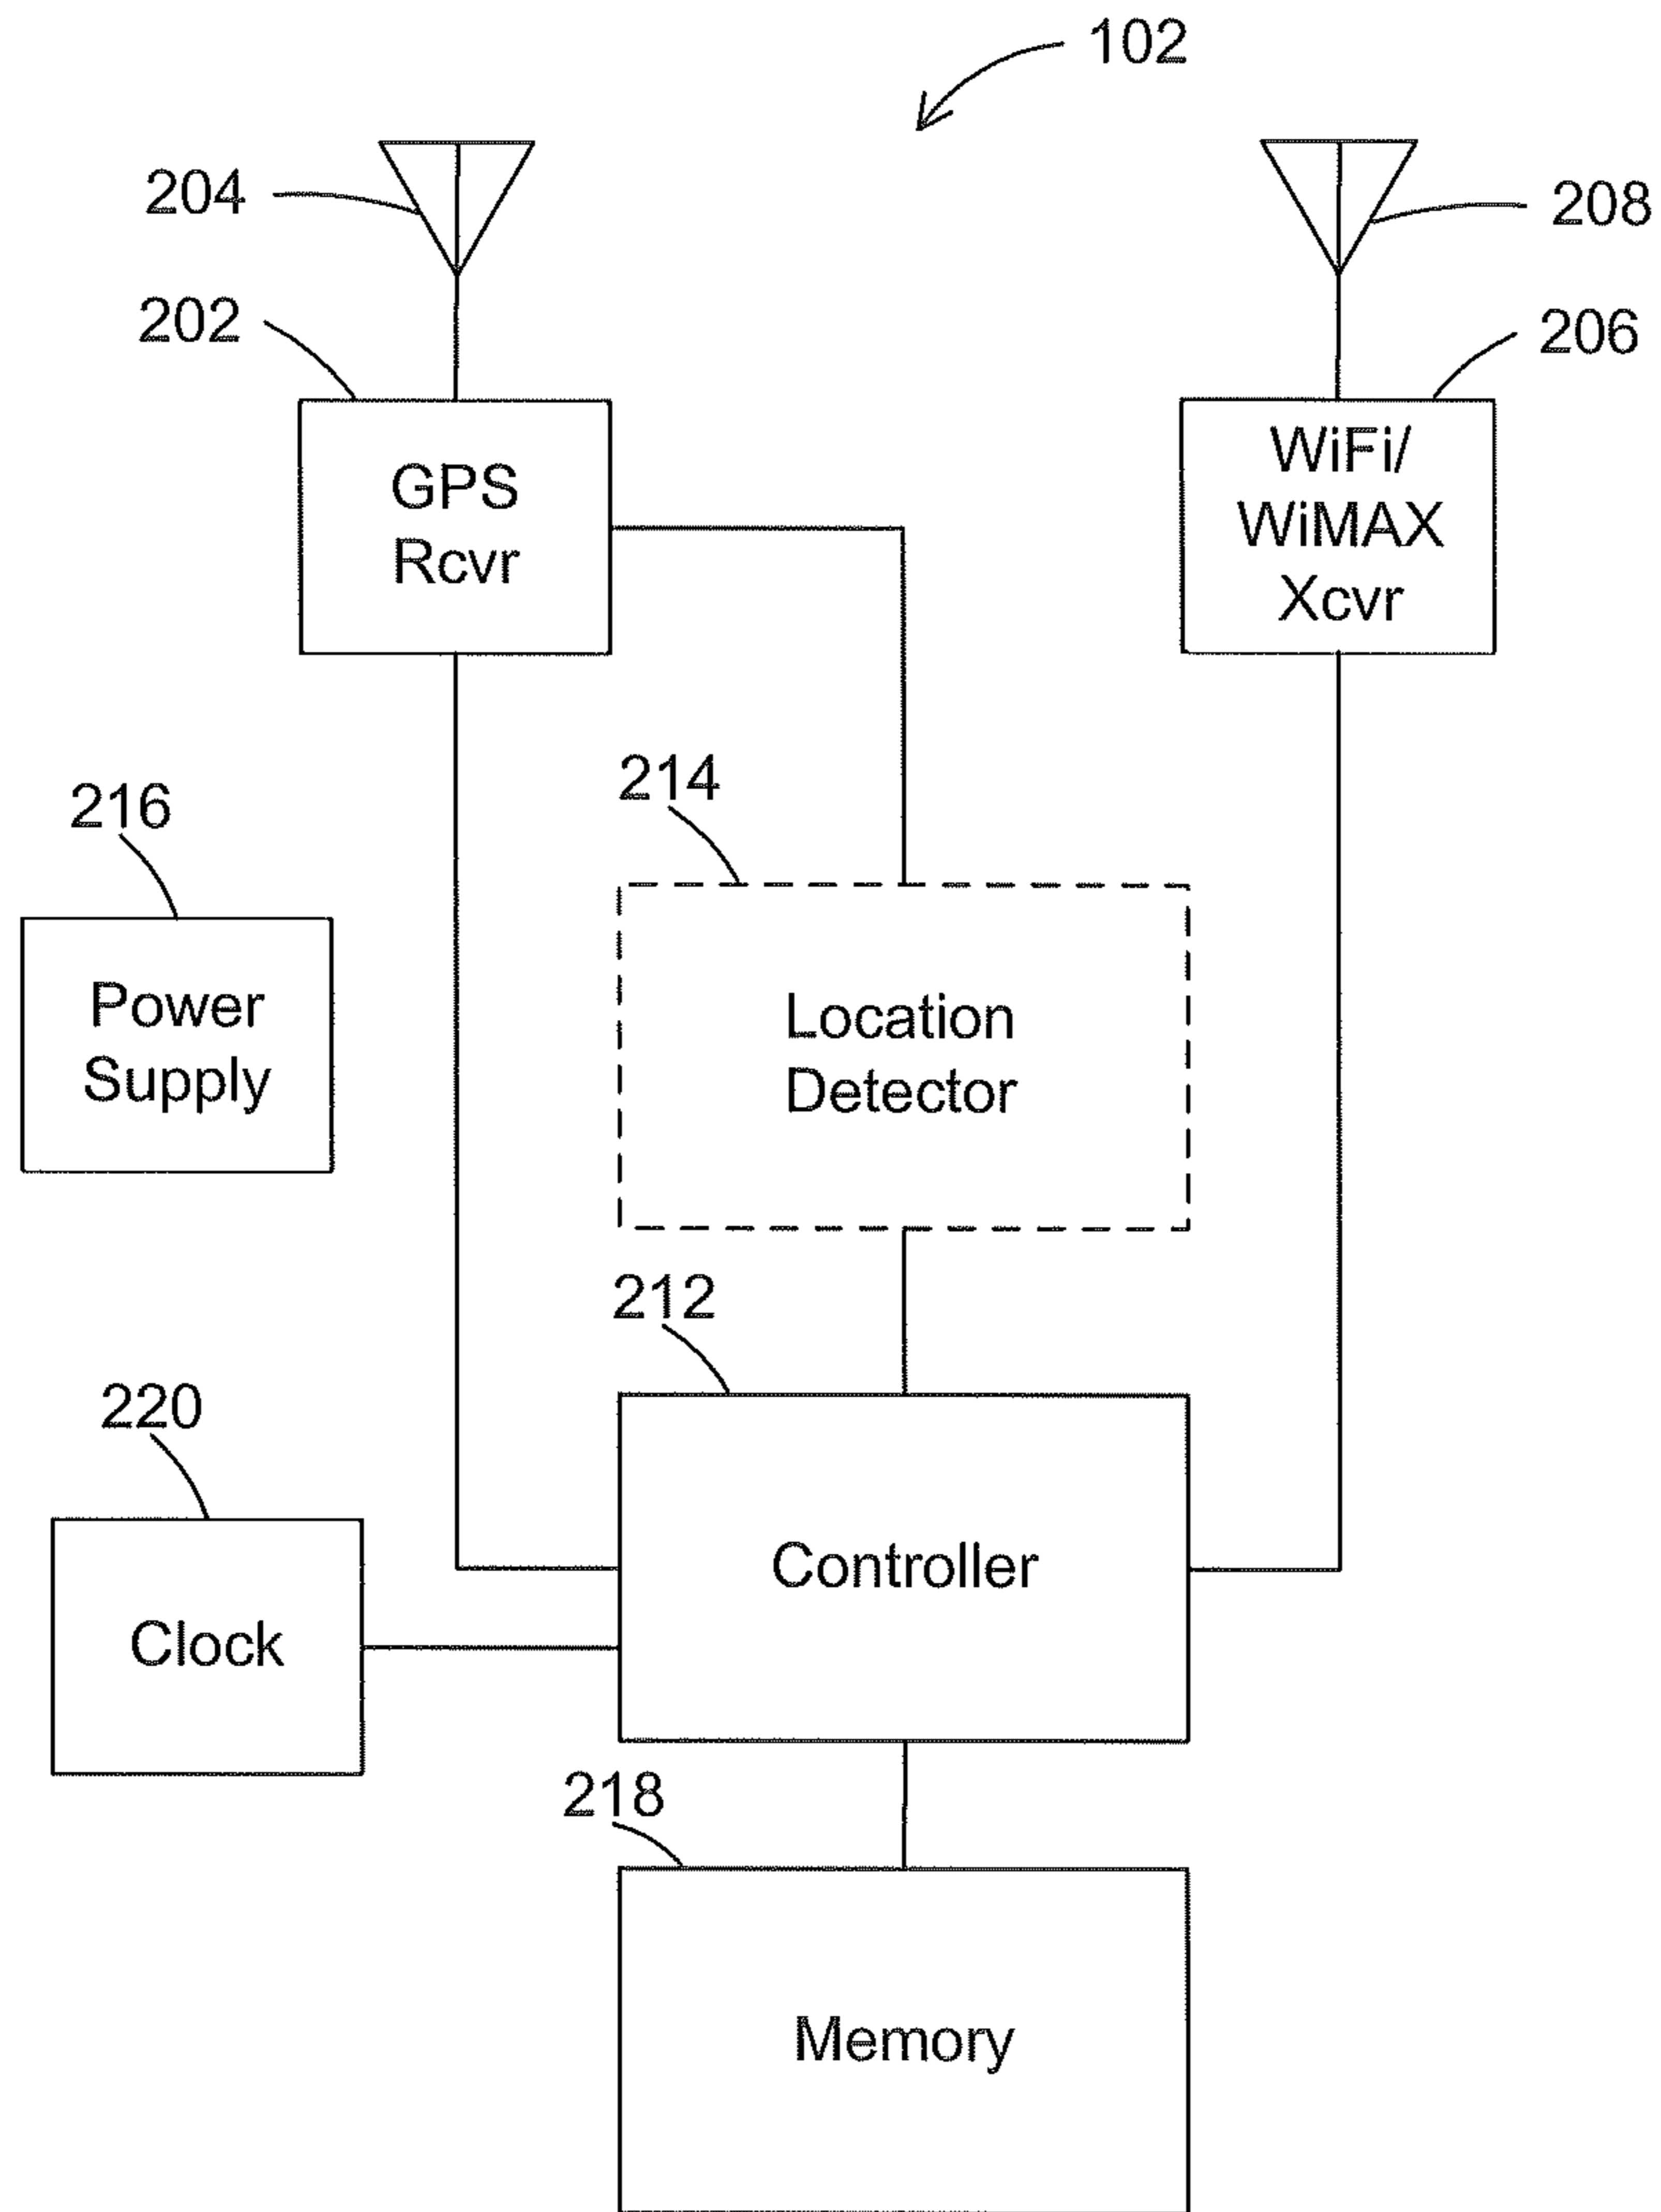 102
204
208
202
206
GPS
Rcvr
WiFi/
WiMAX
Xcvr
214
216
Power
Supply
Location
Detector
212
220
Controller
Clock
218
Memory